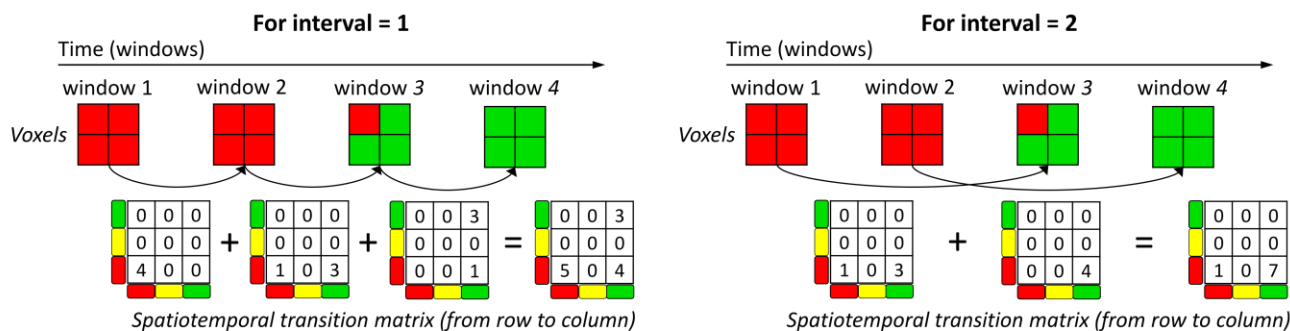 For interval = 1
Time (windows)
window 1 window 2 window 3 window 4
Voxels
0 0 0 0 0 0 0 0 3 0 0 3
0 0 0 + 0 0 0 + 0 0 0 = 0 0 0
4 0 0 1 0 3 0 0 1 5 0 4
Spatiotemporal transition matrix (from row to column)
For interval = 2
Time (windows)
window 1 window 2 window 3 window 4
Voxels
0 0 0 0 0 0 0 0 0
0 0 0 + 0 0 0 = 0 0 0
1 0 3 0 0 4 1 0 7
Spatiotemporal transition matrix (from row to column)